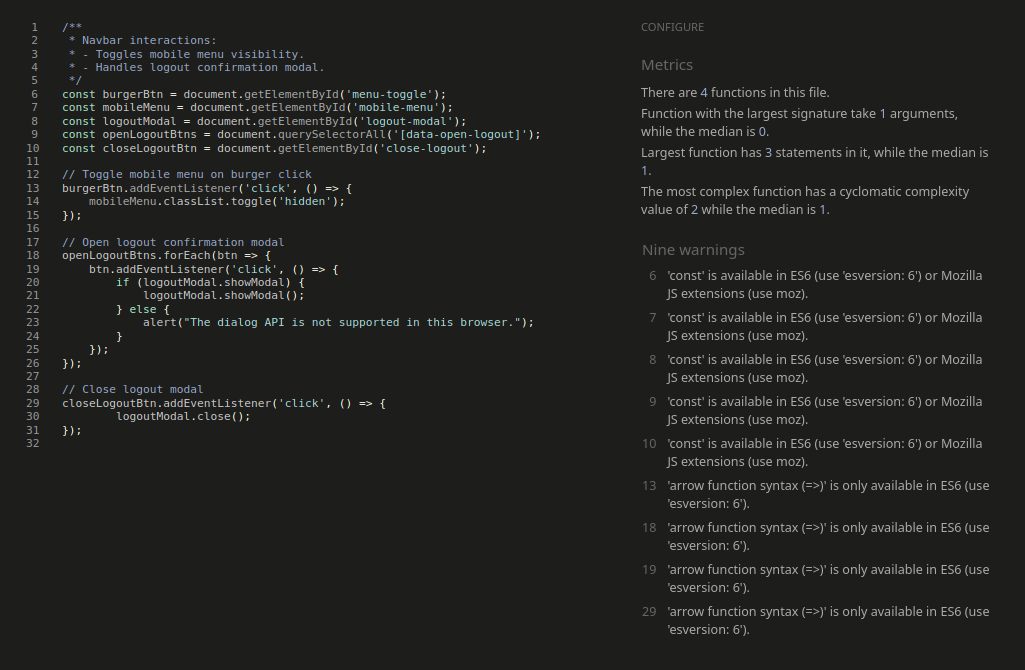 1 /**
2  * Navbar interactions:
3  * - Toggles mobile menu visibility.
4  * - Handles logout confirmation modal.
5  */
6 const burgerBtn = document.getElementById('menu-toggle');
7 const mobileMenu = document.getElementById('mobile-menu');
8 const logoutModal = document.getElementById('logout-modal');
9 const openLogoutBtns = document.querySelectorAll('[data-open-logout]');
10 const closeLogoutBtn = document.getElementById('close-logout');
11
12 // Toggle mobile menu on burger click
13 burgerBtn.addEventListener('click', () => {
14     mobileMenu.classList.toggle('hidden');
15 });
16
17 // Open logout confirmation modal
18 openLogoutBtns.forEach(btn => {
19     btn.addEventListener('click', () => {
20         if (logoutModal.showModal) {
21             logoutModal.showModal();
22         } else {
23             alert("The dialog API is not supported in this browser.");
24         }
25     });
26 });
27
28 // Close logout modal
29 closeLogoutBtn.addEventListener('click', () => {
30         logoutModal.close();
31 });
32
CONFIGURE
Metrics
There are 4 functions in this file.
Function with the largest signature take 1 arguments,
while the median is 0.
Largest function has 3 statements in it, while the median is
1.
The most complex function has a cyclomatic complexity
value of 2 while the median is 1.
Nine warnings
6 'const' is available in ES6 (use 'esversion: 6') or Mozilla
JS extensions (use moz).
7 'const' is available in ES6 (use 'esversion: 6') or Mozilla
JS extensions (use moz).
8 'const' is available in ES6 (use 'esversion: 6') or Mozilla
JS extensions (use moz).
9 'const' is available in ES6 (use 'esversion: 6') or Mozilla
JS extensions (use moz).
10 'const' is available in ES6 (use 'esversion: 6') or Mozilla
JS extensions (use moz).
13 'arrow function syntax (=>)' is only available in ES6 (use
'esversion: 6').
18 'arrow function syntax (=>)' is only available in ES6 (use
'esversion: 6').
19 'arrow function syntax (=>)' is only available in ES6 (use
'esversion: 6').
29 'arrow function syntax (=>)' is only available in ES6 (use
'esversion: 6').